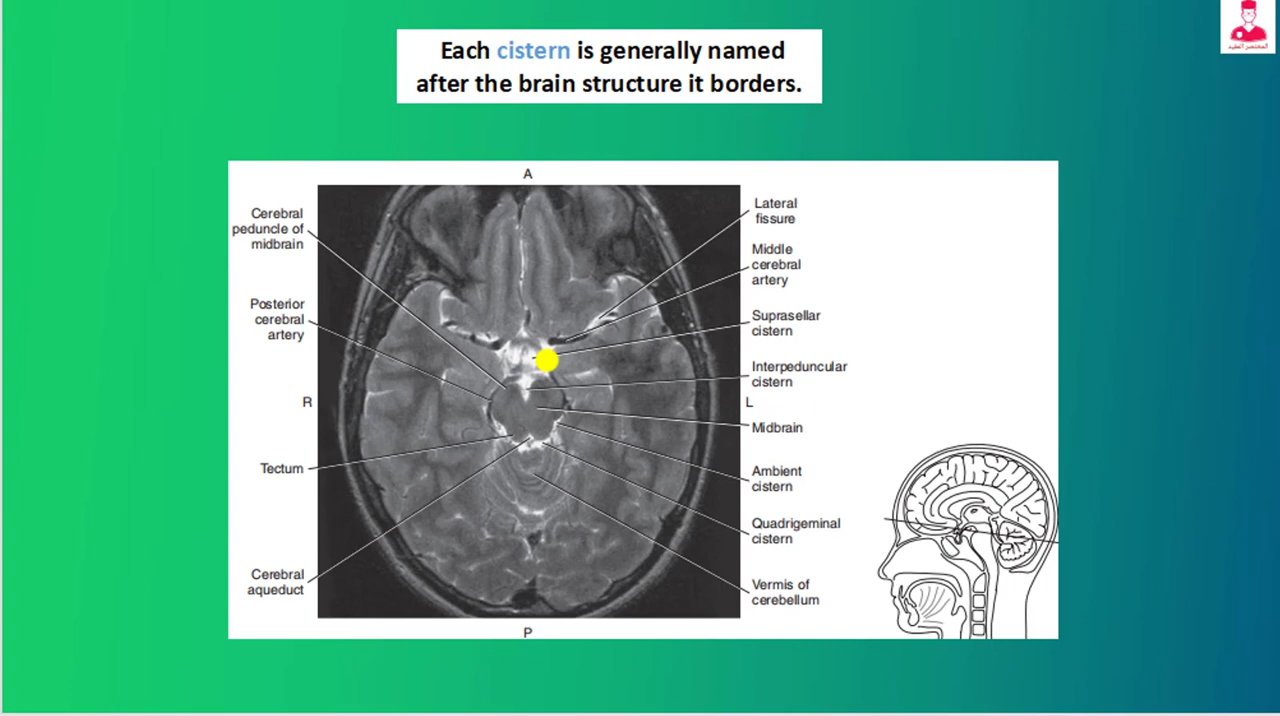 Each cistern is generally named
after the brain structure it borders.
المختصر المفيد
A
Cerebral
peduncle of
midbrain
Posterior
cerebral
artery
R
Tectum
Cerebral
aqueduct
Lateral
fissure
Middle
cerebral
artery
Suprasellar
cistern
Interpeduncular
cistern
L
Midbrain
Ambient
cistern
Quadrigeminal
cistern
Vermis of
cerebellum
P